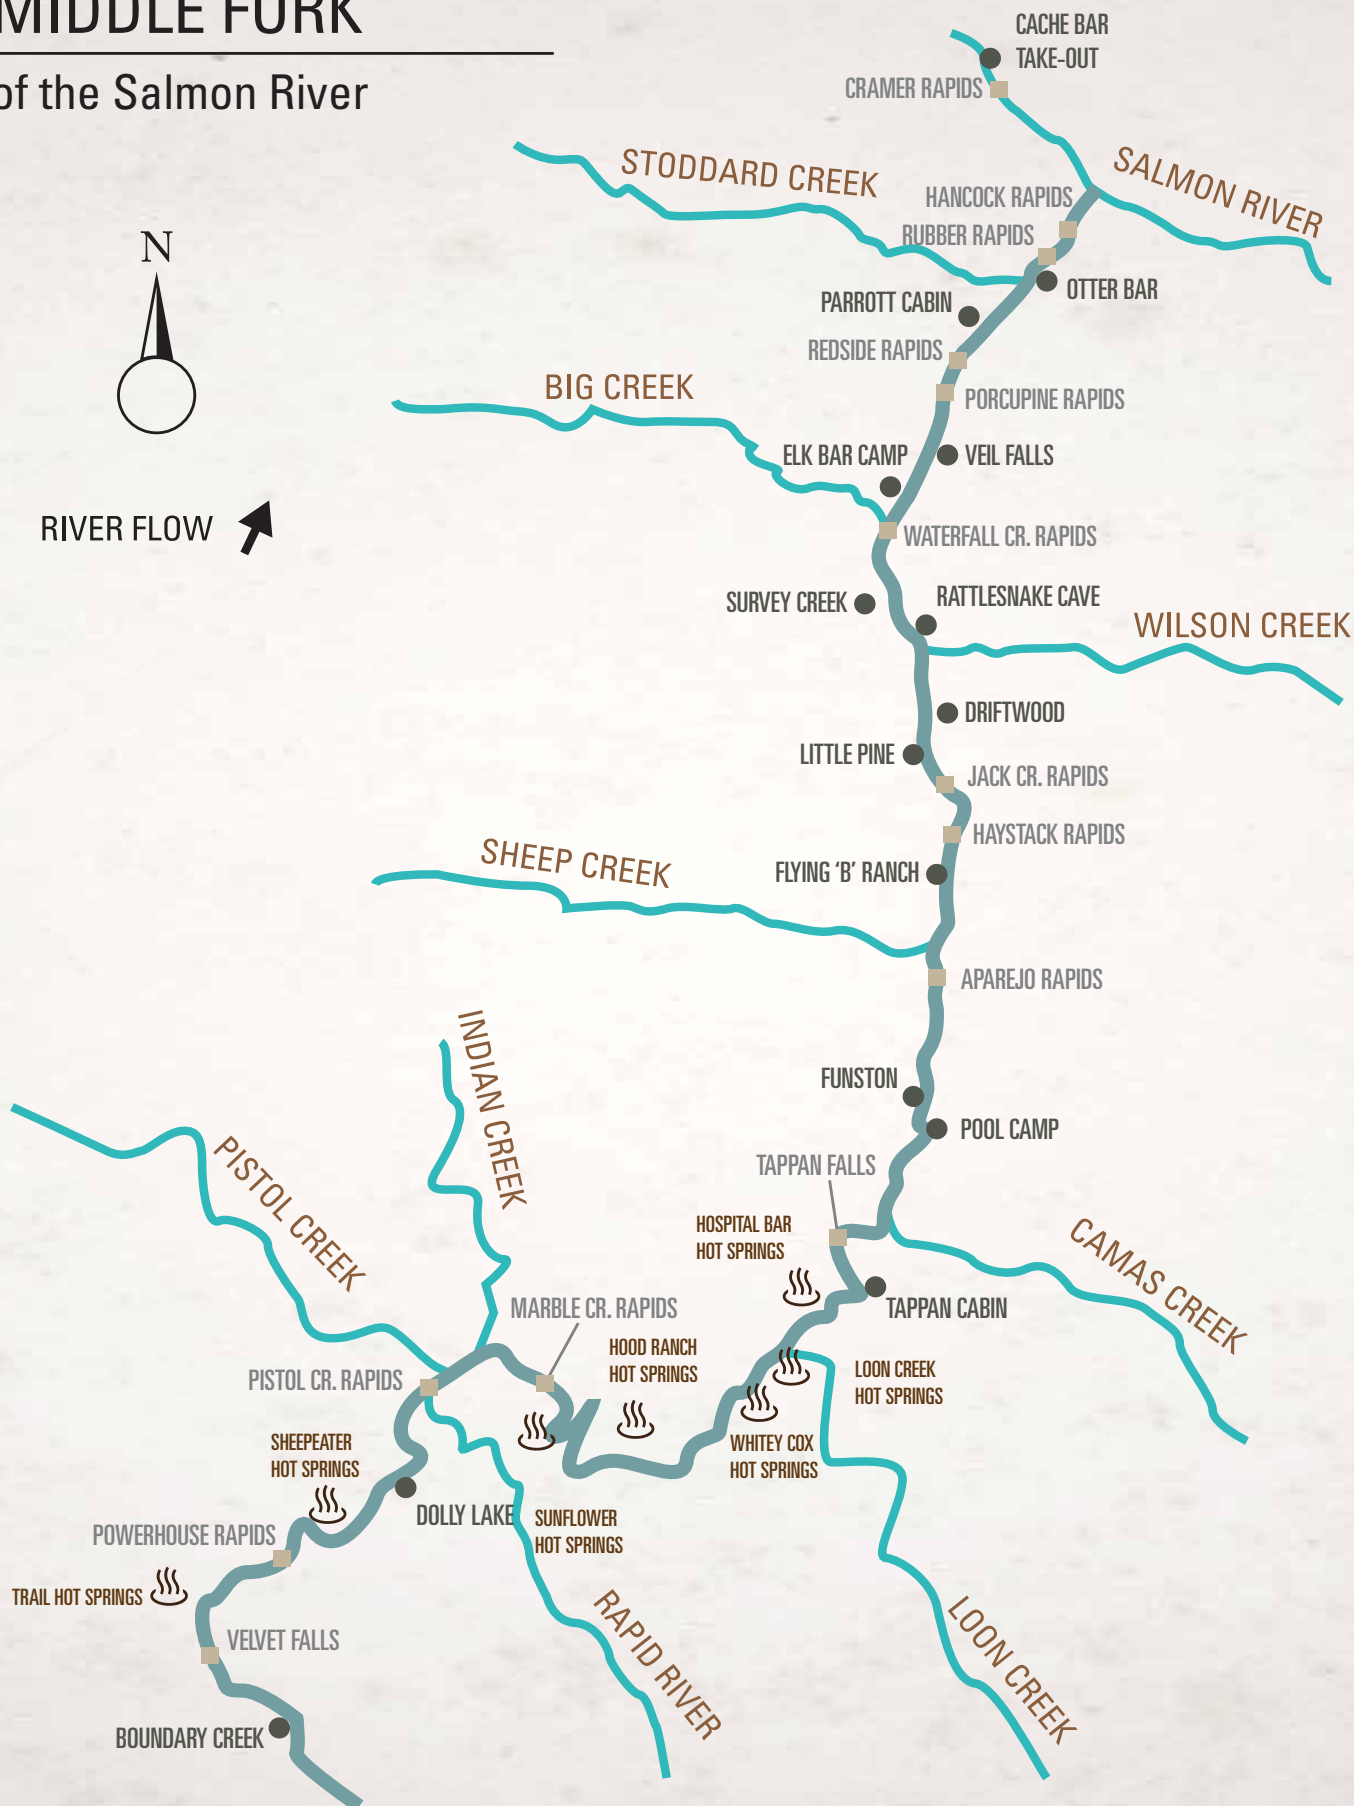 MIDDLE FORK
of the Salmon River
CACHE BAR
TAKE-OUT
CRAMER RAPIDS
STODDARD CREEK
SALMON RIVER
HANCOCK RAPIDS
RUBBER RAPIDS
N
OTTER BAR
PARROTT CABIN
REDSIDE RAPIDS
BIG CREEK
PORCUPINE RAPIDS
ELK BAR CAMP
VEIL FALLS
RIVER FLOW
WATERFALL CR. RAPIDS
SURVEY CREEK
RATTLESNAKE CAVE
WILSON CREEK
DRIFTWOOD
LITTLE PINE
JACK CR. RAPIDS
HAYSTACK RAPIDS
SHEEP CREEK
FLYING ‘B’ RANCH
APAREJO RAPIDS
INDIAN CREEK
FUNSTON
POOL CAMP
PISTOL CREEK
TAPPAN FALLS
HOSPITAL BAR
HOT SPRINGS
CAMAS CREEK
MARBLE CR. RAPIDS
TAPPAN CABIN
HOOD RANCH
HOT SPRINGS
PISTOL CR. RAPIDS
LOON CREEK
HOT SPRINGS
SHEEPEATER
HOT SPRINGS
WHITEY COX
HOT SPRINGS
DOLLY LAKE
SUNFLOWER
HOT SPRINGS
POWERHOUSE RAPIDS
TRAIL HOT SPRINGS
RAPID RIVER
LOON CREEK
VELVET FALLS
BOUNDARY CREEK